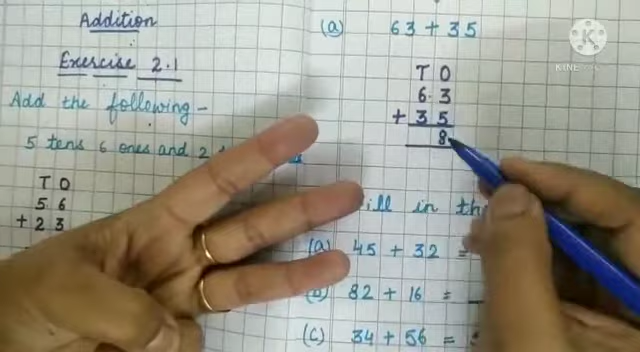 Addition
Exercise 2.1
Add the following -
5 tens 6 ones and 2
T O
5 6
+ 2 3
(a) 63 + 35
T O
6 3
+ 3 5
8
ill in th
(a) 45 + 32 =
(b) 82 + 16 =
(c) 34 + 56 =
K
KINE